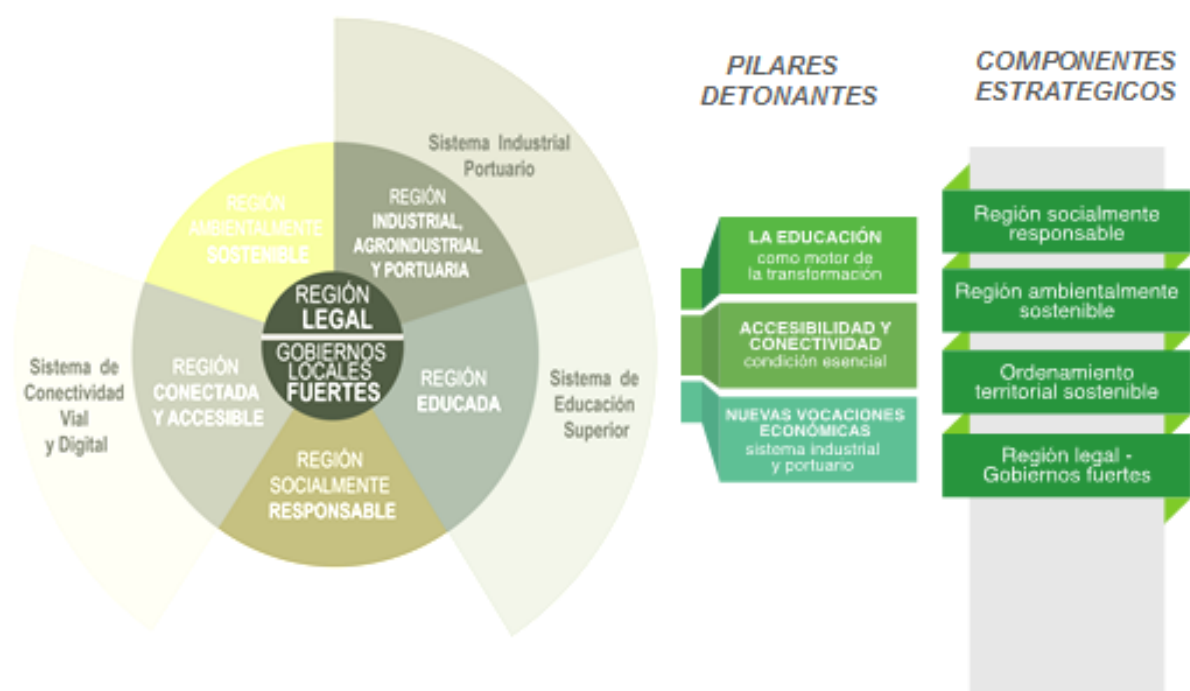 Sistema Industrial
Portuario
REGIÓN
AMBIENTALMENTE
SOSTENIBLE
REGIÓN
INDUSTRIAL,
AGROINDUSTRIAL
Y PORTUARIA
REGIÓN
LEGAL
GOBIERNOS
LOCALES
FUERTES
Sistema de
Conectividad
Vial
y Digital
REGIÓN
CONECTADA
Y ACCESIBLE
REGIÓN
EDUCADA
Sistema de
Educación
Superior
REGIÓN
SOCIALMENTE
RESPONSABLE
PILARES
DETONANTES
LA EDUCACIÓN
como motor de
la transformación
ACCESIBILIDAD Y
CONECTIVIDAD
condición esencial
NUEVAS VOCACIONES
ECONÓMICAS
sistema industrial
y portuario
COMPONENTES
ESTRATEGICOS
Región socialmente
responsable
Región ambientalmente
sostenible
Ordenamiento
territorial sostenible
Región legal -
Gobiernos fuertes